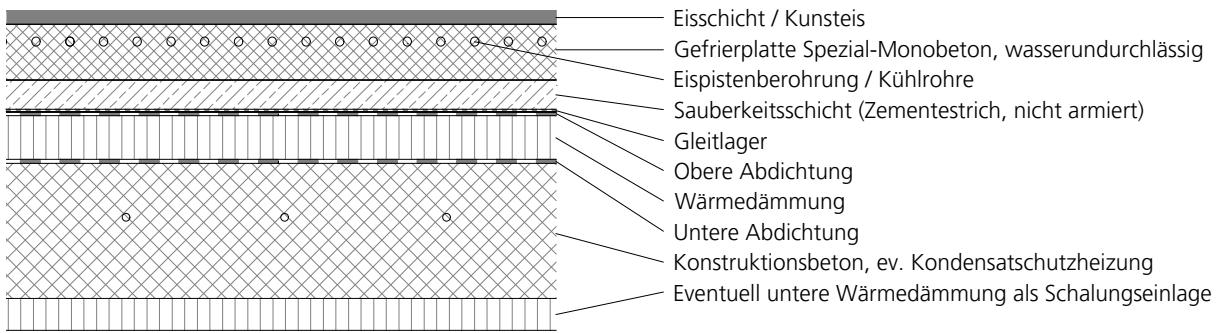 Eisschicht / Kunsteis
Gefrierplatte Spezial-Monobeton, wasserundurchlässig
Eispistenberohrung / Kühlrohre
Sauberkeitsschicht (Zementestrich, nicht armiert)
Gleitlager
Obere Abdichtung
Wärmedämmung
Untere Abdichtung
Konstruktionsbeton, ev. Kondensatschutzheizung
Eventuell untere Wärmedämmung als Schalungseinlage